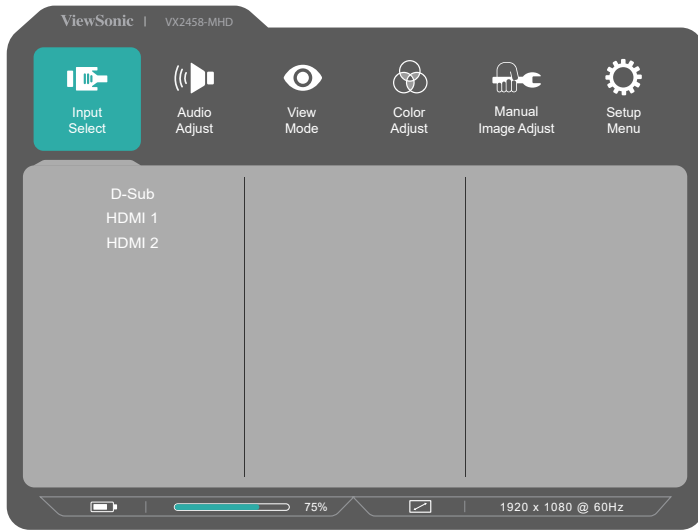 ViewSonic | VX2458-MHD
Input
Select
Audio
Adjust
View
Mode
Color
Adjust
Manual
Image Adjust
Setup
Menu
D-Sub
HDMI 1
HDMI 2
75%
1920 x 1080 @ 60Hz